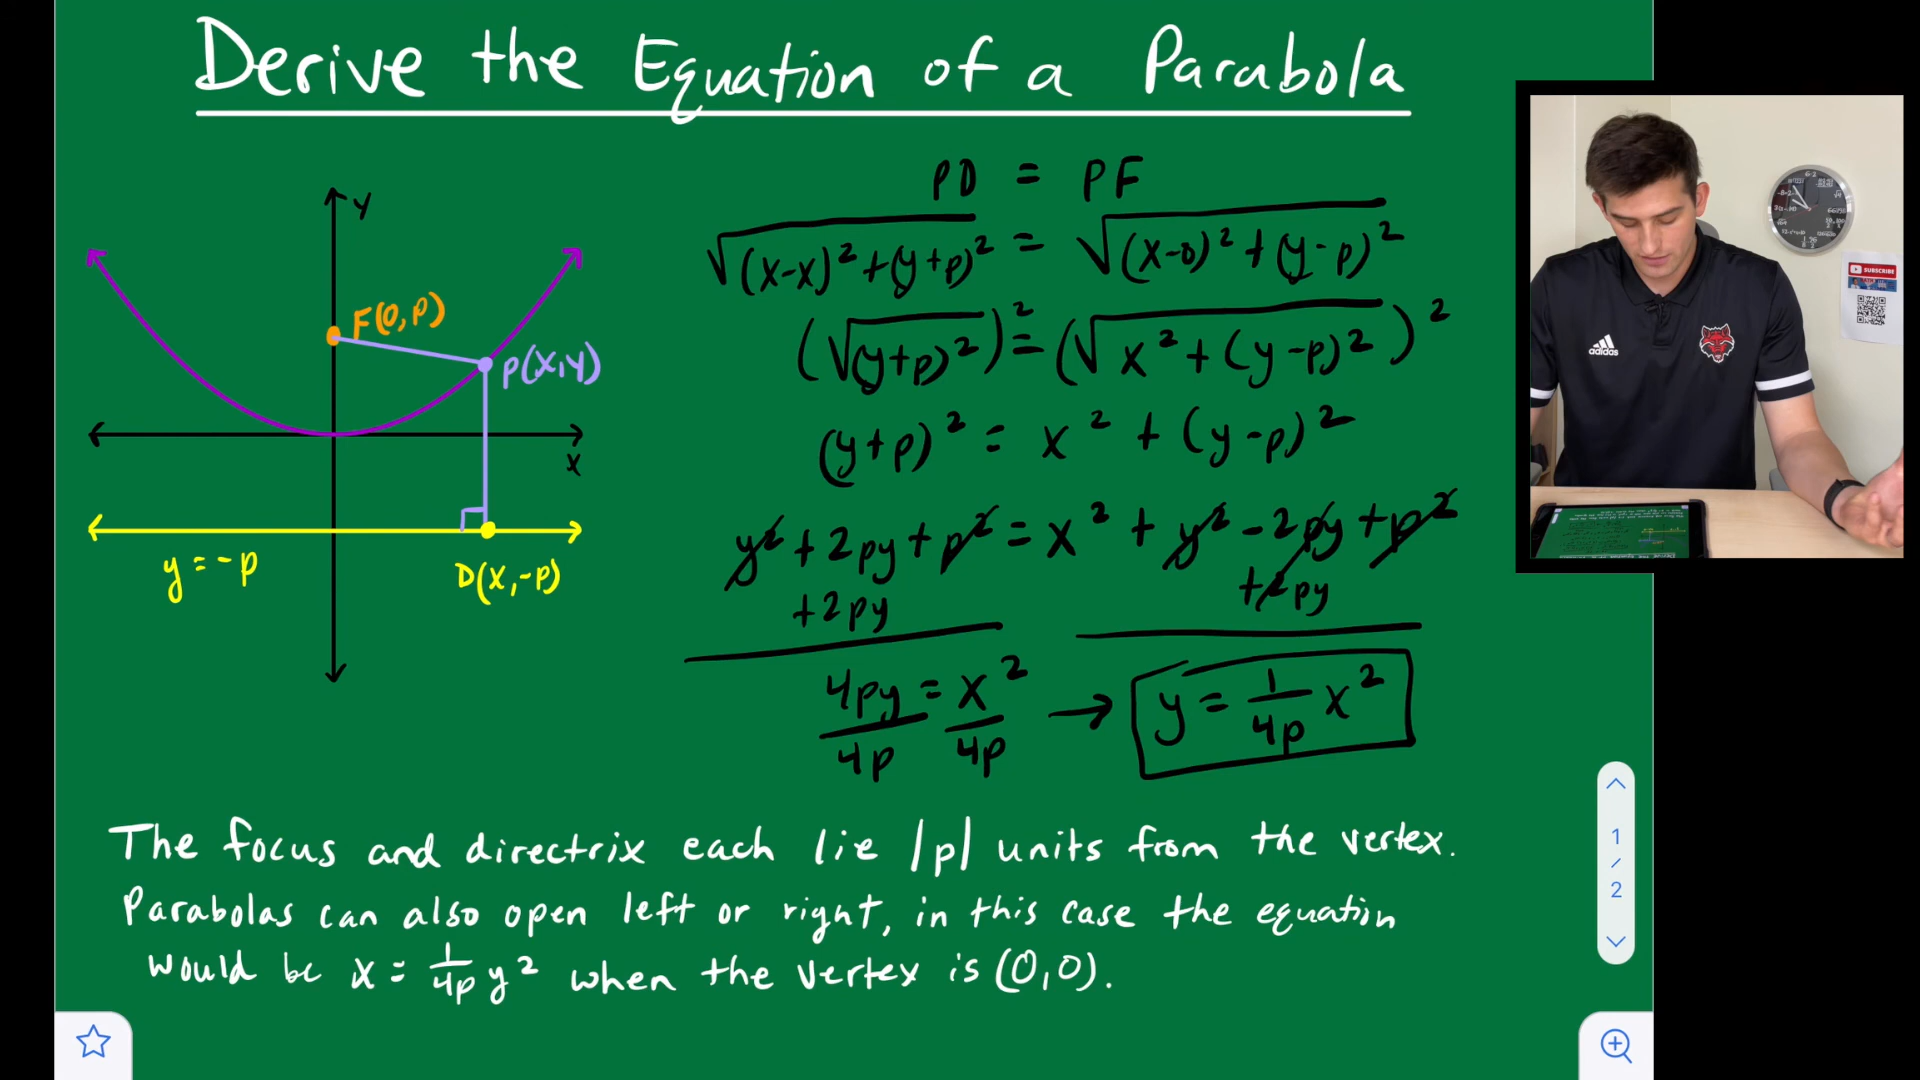 Derive the Equation of a Parabola
Y
F(0,p)
P(X,Y)
X
y = -p
D(X,-p)
PD = PF
√(x-x)² + (y+p)² = √(x-0)² + (y-p)²
(√(y+p)²)² = (√x² + (y-p)²)²
(y+p)² = x² + (y-p)²
y² + 2py + p² = x² + y² - 2py + p²
+2py +2py
4py = x² → y = 1/4p x²
4p 4p
The focus and directrix each lie |p| units from the vertex.
Parabolas can also open left or right, in this case the equation
would be x = 1/4p y² when the vertex is (0,0).
adidas
SUBSCRIBE
1
/
2